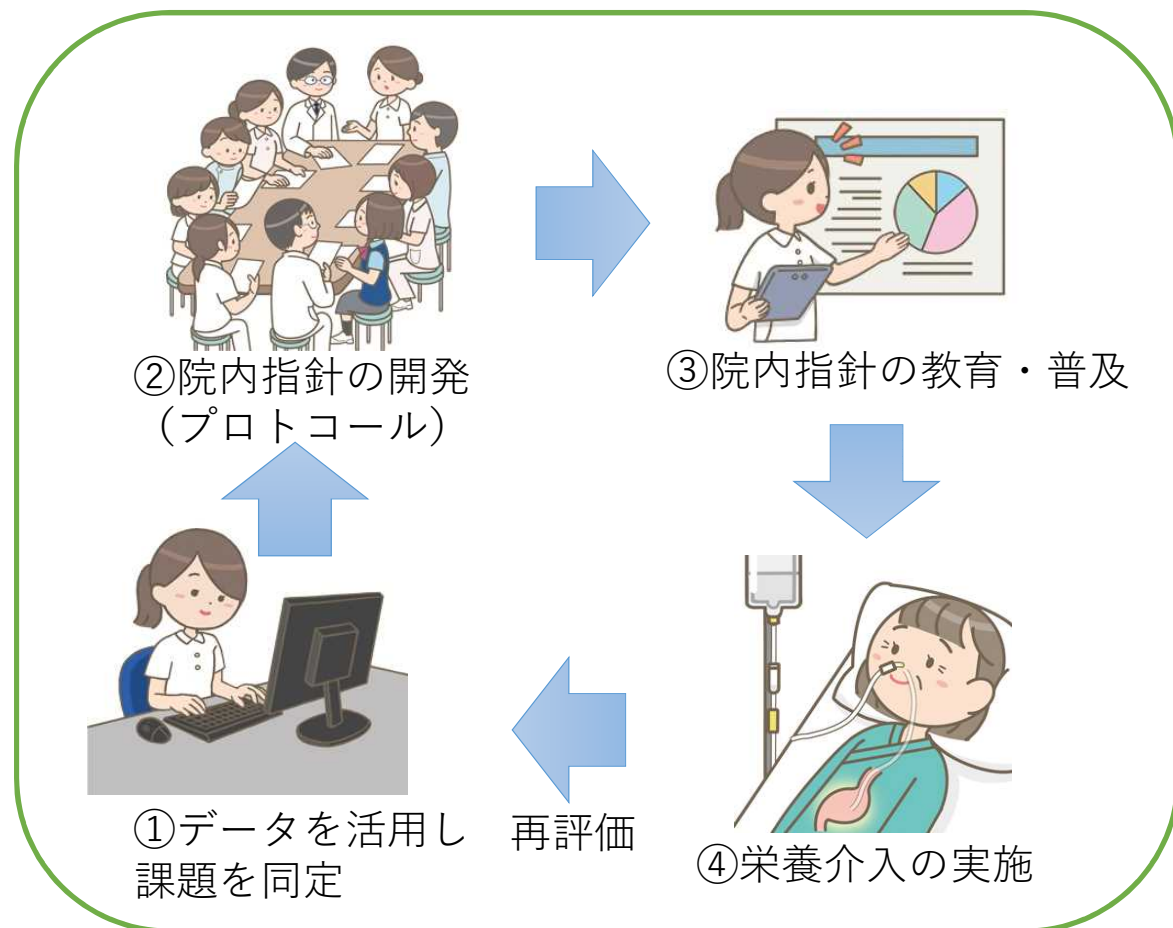 ②院内指針の開発
（プロトコール）
③院内指針の教育・普及
①データを活用し
課題を同定
再評価
④栄養介入の実施